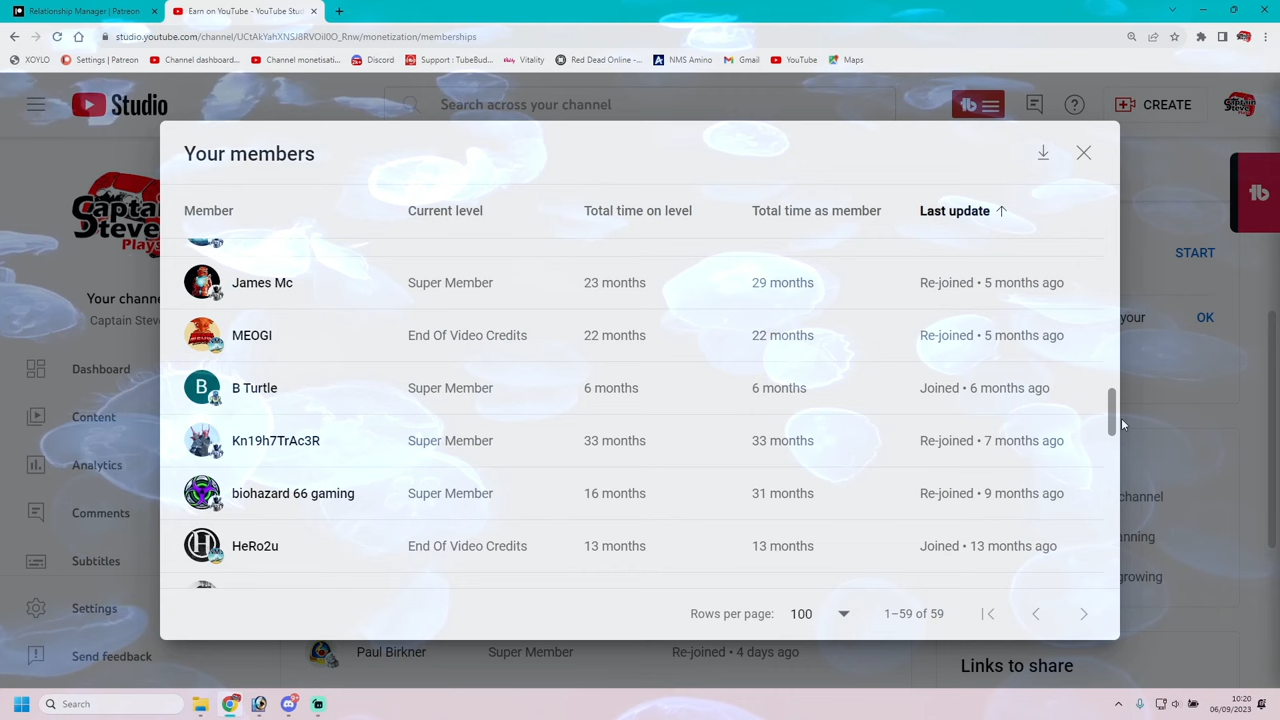 Relationship Manager | Patreon
Earn on YouTube - YouTube Stud
studio.youtube.com/channel/UCtAkYahXNSJ8RVOiI0O_Rnw/monetization/memberships
XOYLO
Settings | Patreon
Channel dashboard...
Channel monetisati...
Discord
Support : TubeBud...
Vitality
Red Dead Online -...
NMS Amino
Gmail
YouTube
Maps
Studio
Search across your channel
tb
CREATE
Captain Steve Plays
Your chann
Captain Stev
Dashboard
Content
Analytics
Comments
Subtitles
Settings
Send feedback
Your members
Member Current level Total time on level Total time as member Last update
James Mc Super Member 23 months 29 months Re-joined • 5 months ago
MEOGI End Of Video Credits 22 months 22 months Re-joined • 5 months ago
B B Turtle Super Member 6 months 6 months Joined • 6 months ago
Kn19h7TrAc3R Super Member 33 months 33 months Re-joined • 7 months ago
biohazard 66 gaming Super Member 16 months 31 months Re-joined • 9 months ago
HeRo2u End Of Video Credits 13 months 13 months Joined • 13 months ago
Rows per page: 100 1–59 of 59
Paul Birkner Super Member Re-joined • 4 days ago
tb
START
your OK
channel
anning
growing
Links to share
Search
10:20
06/09/2023